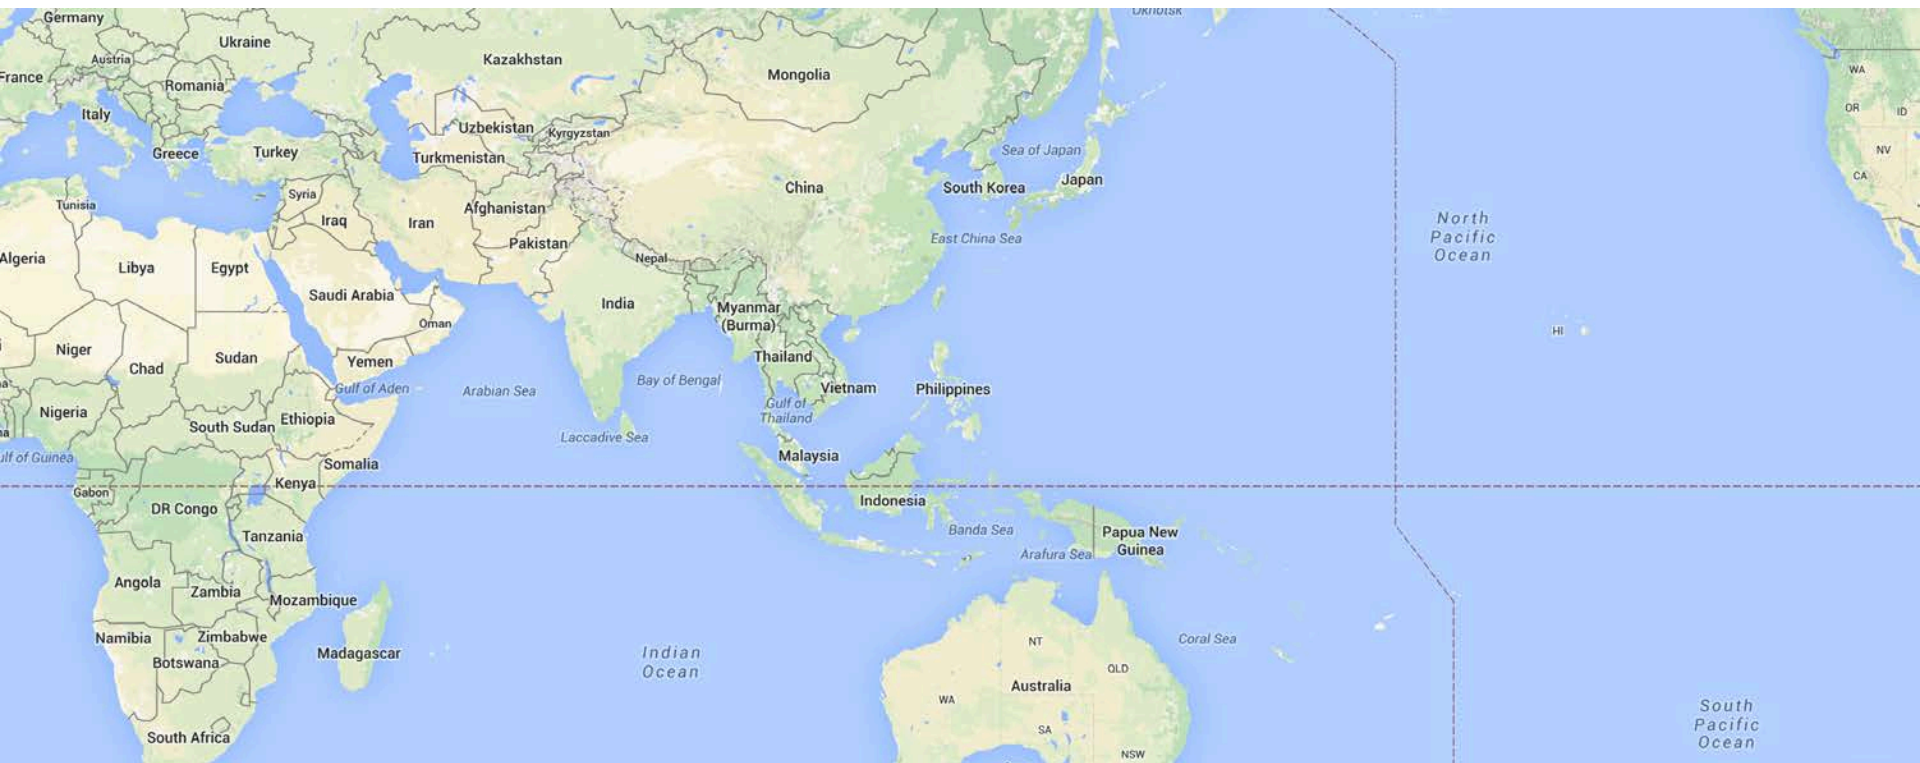 Okhotsk
Germany
Ukraine
Austria
Kazakhstan
France
Romania
Mongolia
WA
OR
ID
Italy
Uzbekistan
Kyrgyzstan
Greece
Turkey
Turkmenistan
Sea of Japan
NV
CA
China
South Korea
Japan
Syria
Tunisia
Iraq
Iran
Afghanistan
North
Pacific
Ocean
East China Sea
Pakistan
Nepal
Algeria
Libya
Egypt
Saudi Arabia
India
Myanmar
(Burma)
Oman
HI
Niger
Chad
Sudan
Yemen
Thailand
Gulf of Aden
Arabian Sea
Bay of Bengal
Vietnam
Philippines
Gulf of
Thailand
Nigeria
South Sudan
Ethiopia
Laccadive Sea
na
ulf of Guinea
Somalia
Malaysia
Gabon
Kenya
DR Congo
Indonesia
Tanzania
Banda Sea
Papua New
Guinea
Arafura Sea
Angola
Zambia
Mozambique
Namibia
Zimbabwe
Botswana
Madagascar
Indian
Ocean
NT
Coral Sea
QLD
Australia
WA
SA
South
Pacific
Ocean
South Africa
NSW